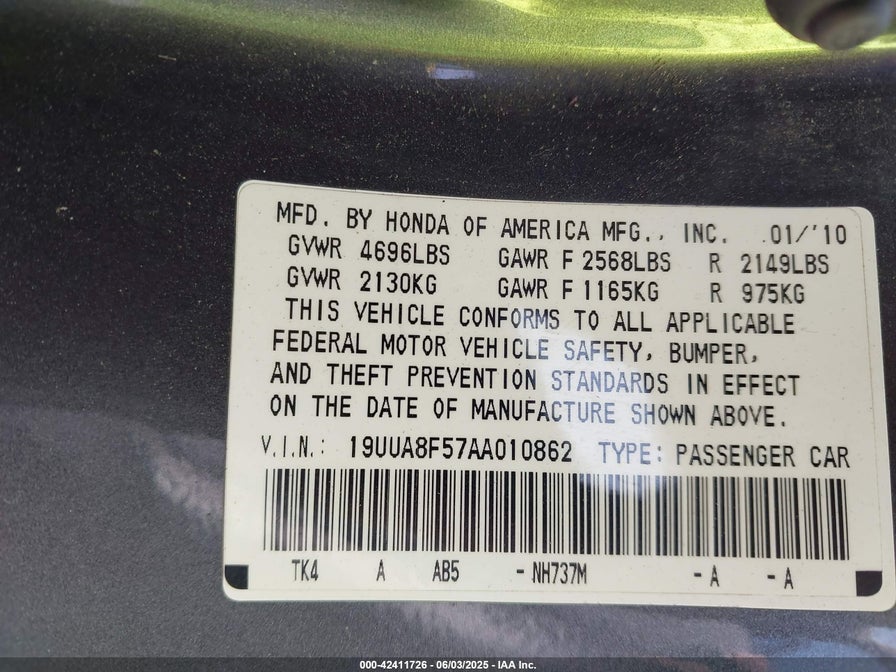 MFD. BY HONDA OF AMERICA MFG., INC. 01/'10
GVWR 4696LBS GAWR F 2568LBS R 2149LBS
GVWR 2130KG GAWR F 1165KG R 975KG
THIS VEHICLE CONFORMS TO ALL APPLICABLE
FEDERAL MOTOR VEHICLE SAFETY, BUMPER,
AND THEFT PREVENTION STANDARDS IN EFFECT
ON THE DATE OF MANUFACTURE SHOWN ABOVE.
V.I.N.: 19UUA8F57AA010862 TYPE: PASSENGER CAR
TK4 A AB5 - NH737M - A - A
000-42411726 - 06/03/2025 - IAA Inc.